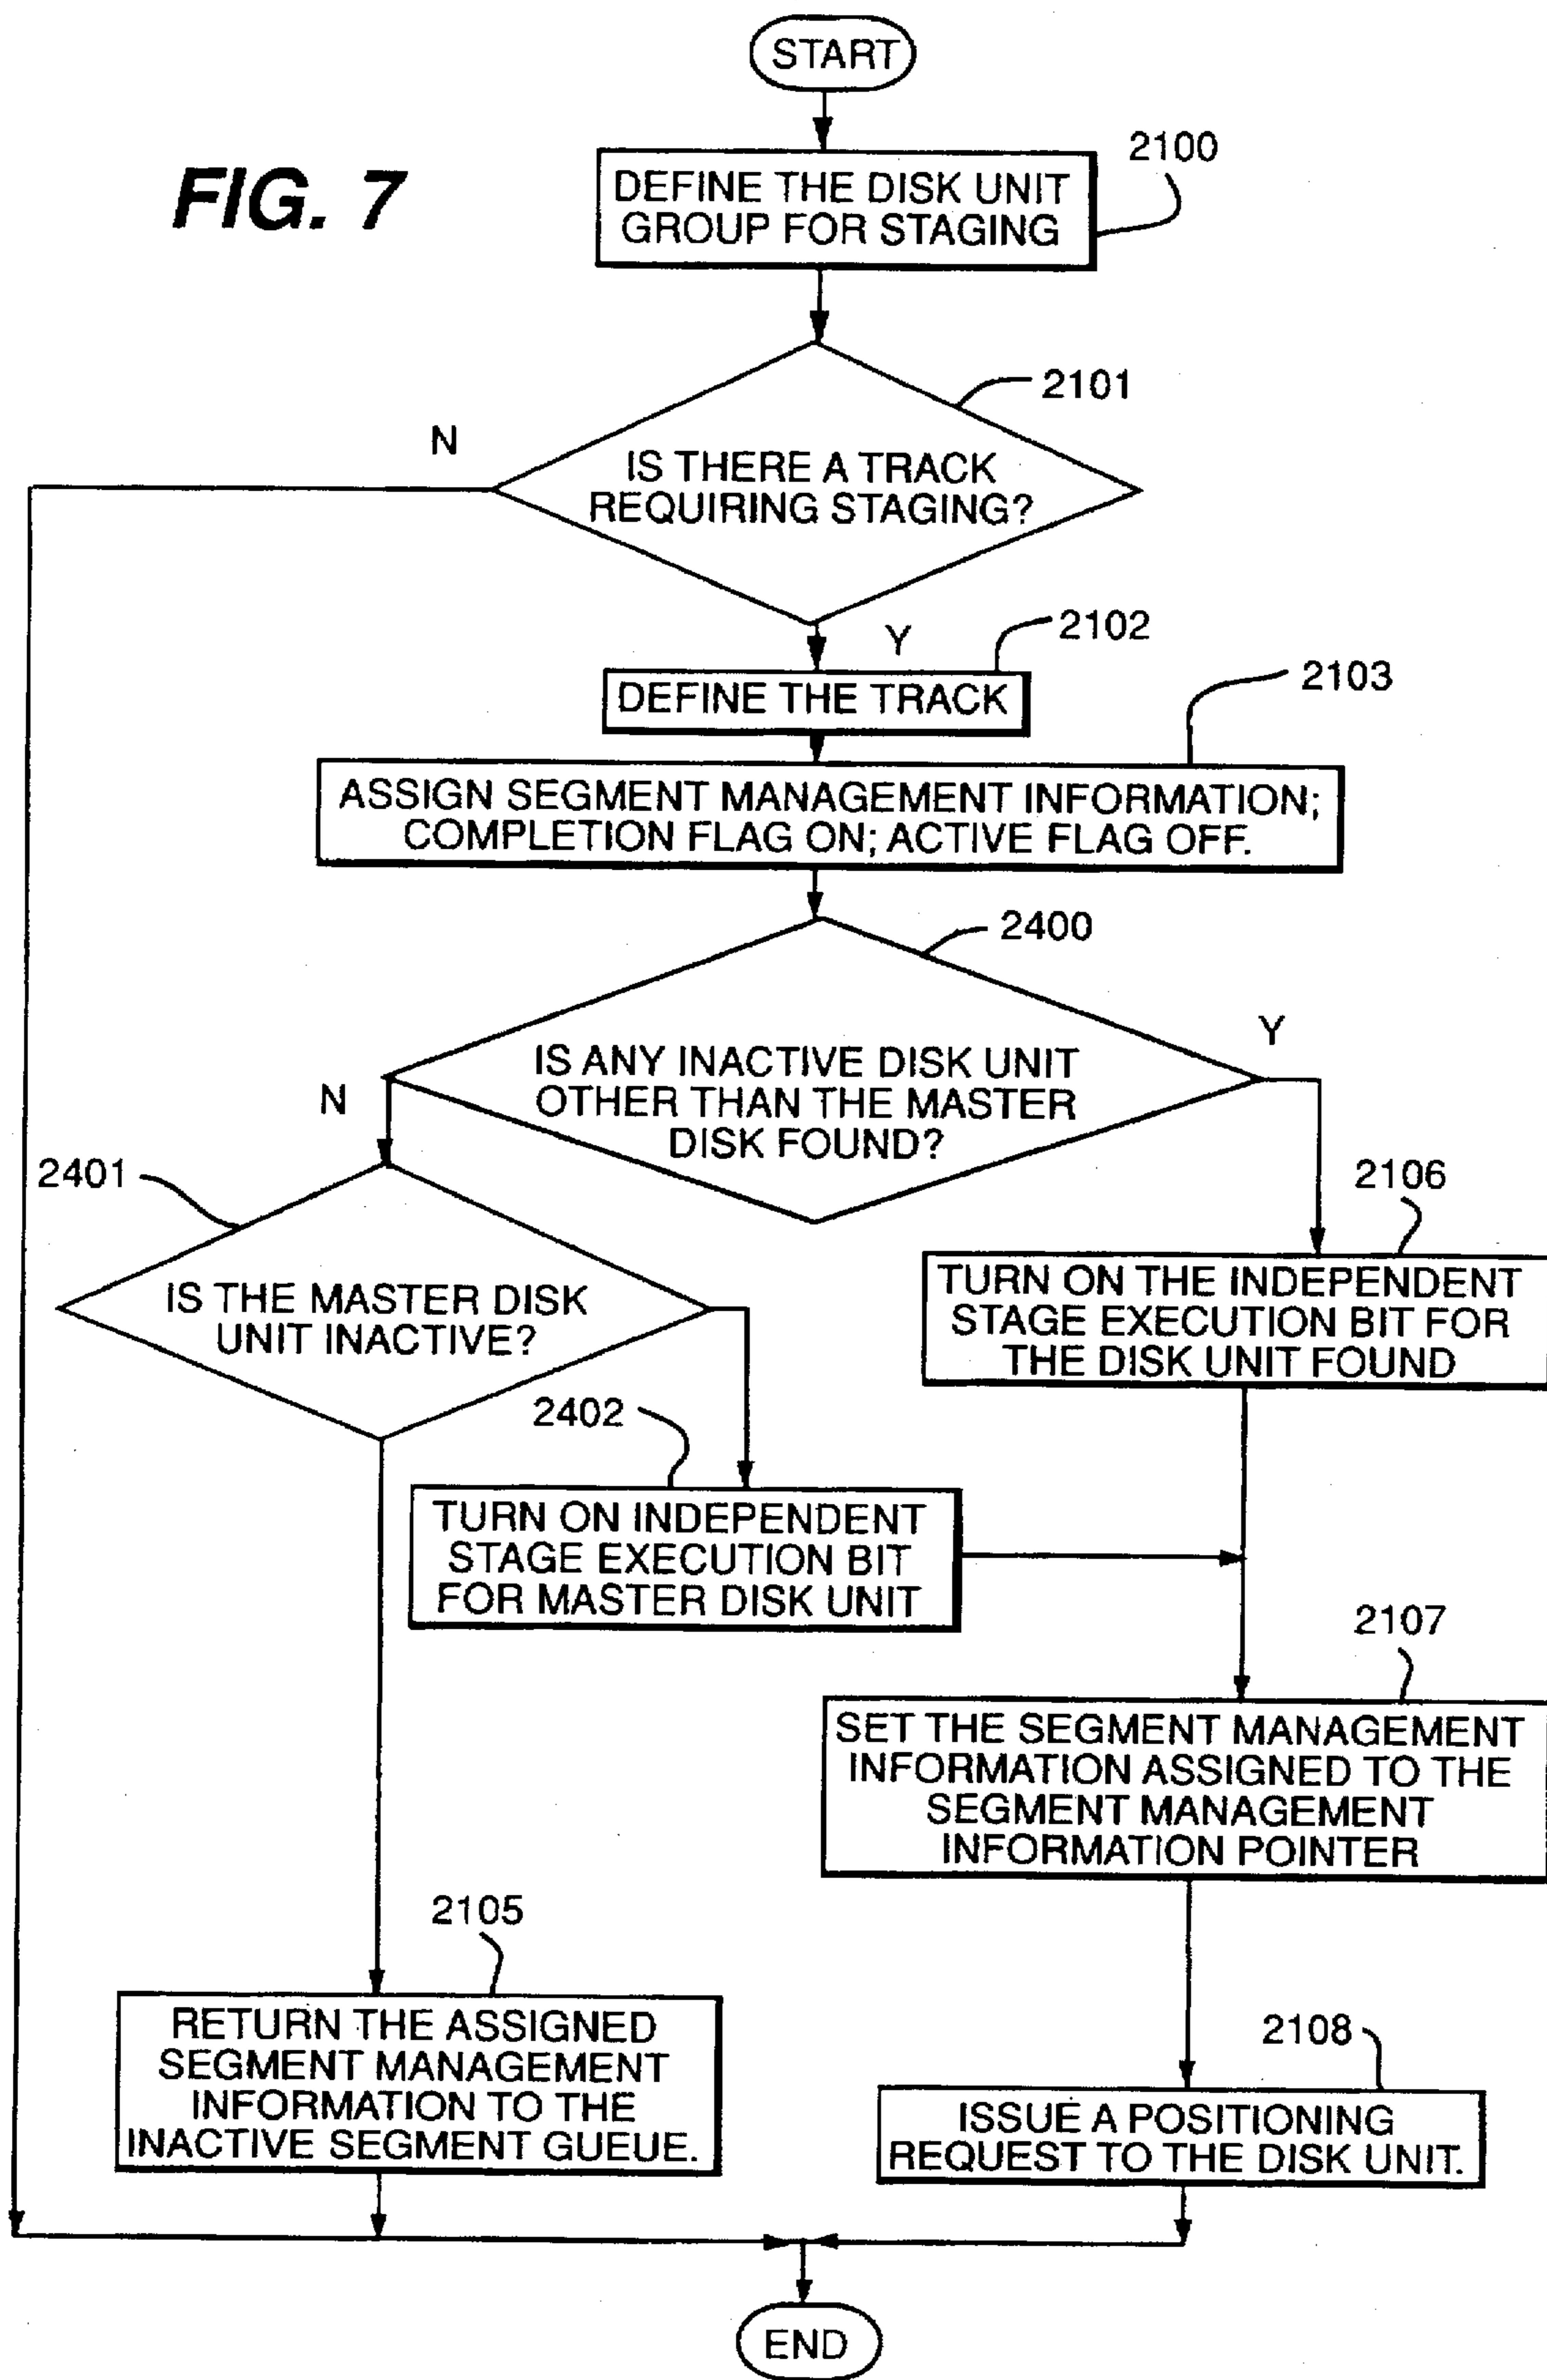 START
FIG. 7
2100
DEFINE THE DISK UNIT
GROUP FOR STAGING
2101
N
IS THERE A TRACK
REQUIRING STAGING?
Y
2102
DEFINE THE TRACK
2103
ASSIGN SEGMENT MANAGEMENT INFORMATION;
COMPLETION FLAG ON; ACTIVE FLAG OFF.
2400
IS ANY INACTIVE DISK UNIT
OTHER THAN THE MASTER
DISK FOUND?
Y
N
2401
IS THE MASTER DISK
UNIT INACTIVE?
2106
TURN ON THE INDEPENDENT
STAGE EXECUTION BIT FOR
THE DISK UNIT FOUND
2402
TURN ON INDEPENDENT
STAGE EXECUTION BIT
FOR MASTER DISK UNIT
2107
SET THE SEGMENT MANAGEMENT
INFORMATION ASSIGNED TO THE
SEGMENT MANAGEMENT
INFORMATION POINTER
2105
RETURN THE ASSIGNED
SEGMENT MANAGEMENT
INFORMATION TO THE
INACTIVE SEGMENT GUEUE.
2108
ISSUE A POSITIONING
REQUEST TO THE DISK UNIT.
END